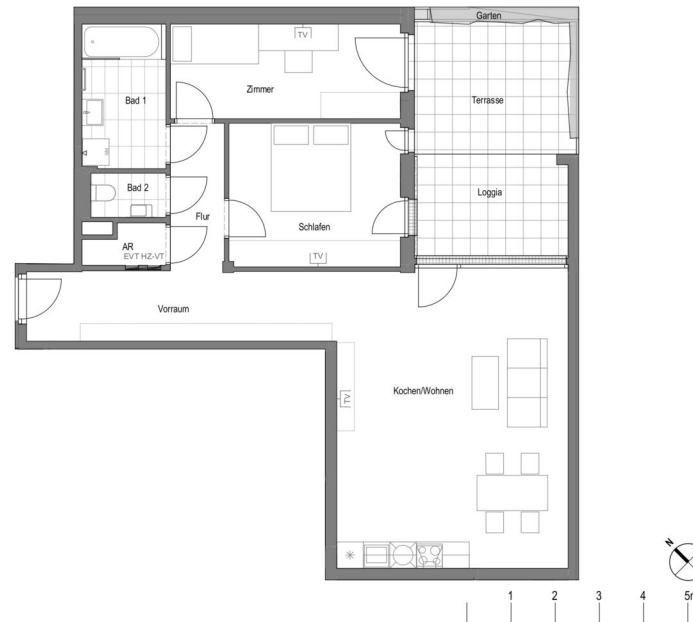 Garten
TV
Zimmer
Bad 1
Terrasse
Bad 2
Loggia
Flur
Schlafen
AR
EVT HZ-VT
TV
Vorraum
Kochen/Wohnen
TV
N
1 2 3 4 5m